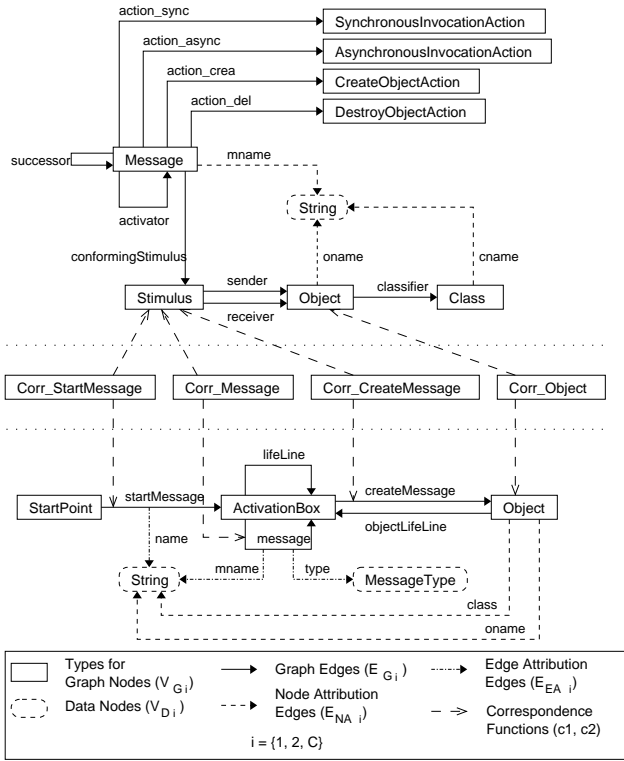 action_sync
SynchronousInvocationAction
action_async
AsynchronousInvocationAction
action_crea
CreateObjectAction
action_del
DestroyObjectAction
successor
Message
mname
activator
String
conformingStimulus
oname
cname
sender
classifier
Stimulus
Object
Class
receiver
Corr_StartMessage
Corr_Message
Corr_CreateMessage
Corr_Object
lifeLine
startMessage
createMessage
StartPoint
ActivationBox
Object
objectLifeLine
name
message
mname
type
String
MessageType
class
oname
Types for
Graph Nodes (V G i)
Data Nodes (V D i)
Graph Edges (E G i)
Node Attribution
Edges (E NA i)
Edge Attribution
Edges (E EA i)
Correspondence
Functions (c1, c2)
i = {1, 2, C}